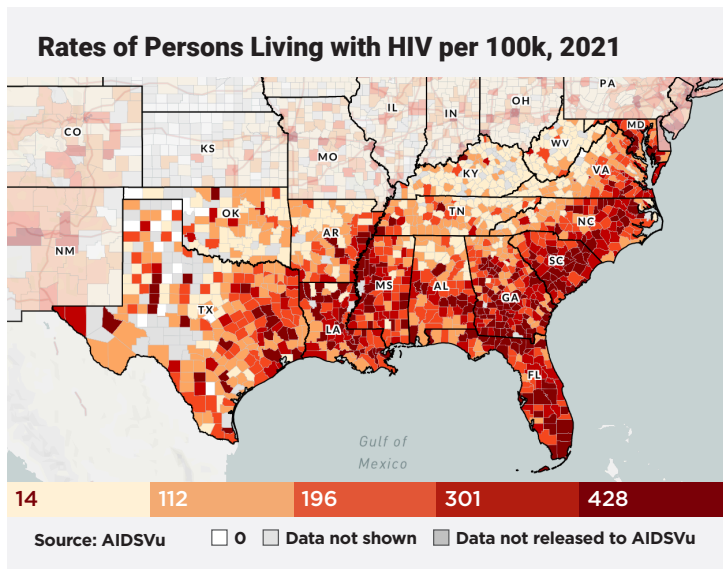 Rates of Persons Living with HIV per 100k, 2021
PA
IL
IN
OH
CO
MD
WV
KS
MO
VA
KY
TN
NC
OK
AR
NM
SC
MS
AL
GA
TX
LA
FL
Gulf of
Mexico
14 112 196 301 428
Source: AIDSVu 0 Data not shown Data not released to AIDSVu